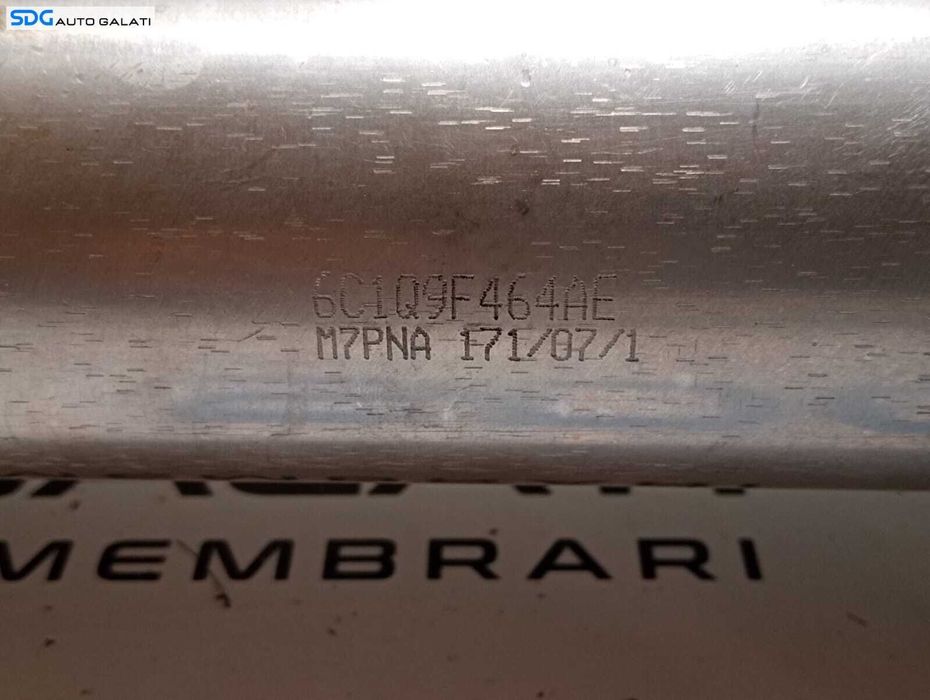 SDG AUTO GALATI
6C1Q9F464AE
M7PNA 171/07/1
MEMBRARI